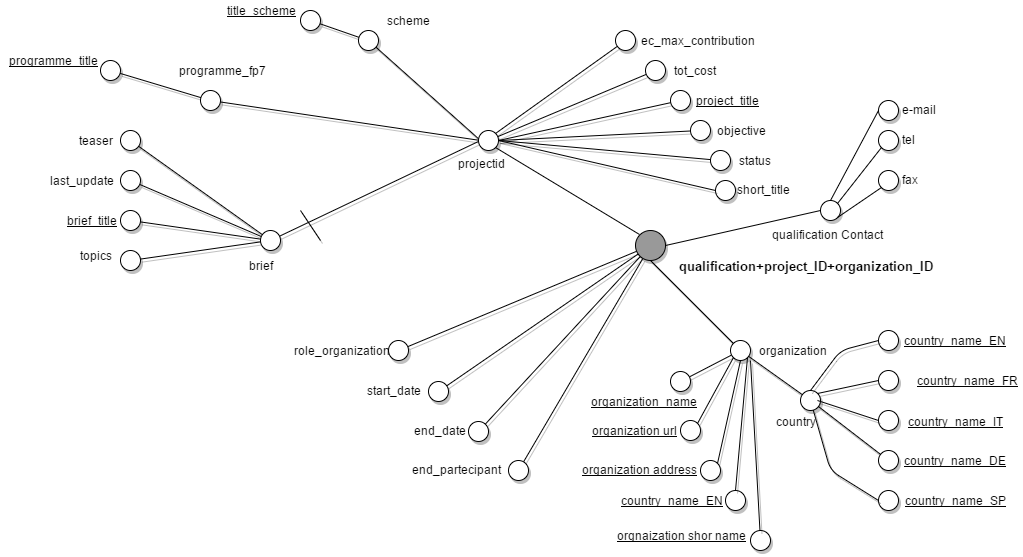 title_scheme
scheme
programme_title
programme_fp7
ec_max_contribution
tot_cost
project_title
objective
status
short_title
projectid
teaser
last_update
brief_title
topics
brief
e-mail
tel
fax
qualification Contact
qualification+project_ID+organization_ID
role_organization
start_date
end_date
end_partecipant
organization
organization_name
organization url
organization address
country_name_EN
orgnaization shor name
country
country_name_EN
country_name_FR
country_name_IT
country_name_DE
country_name_SP